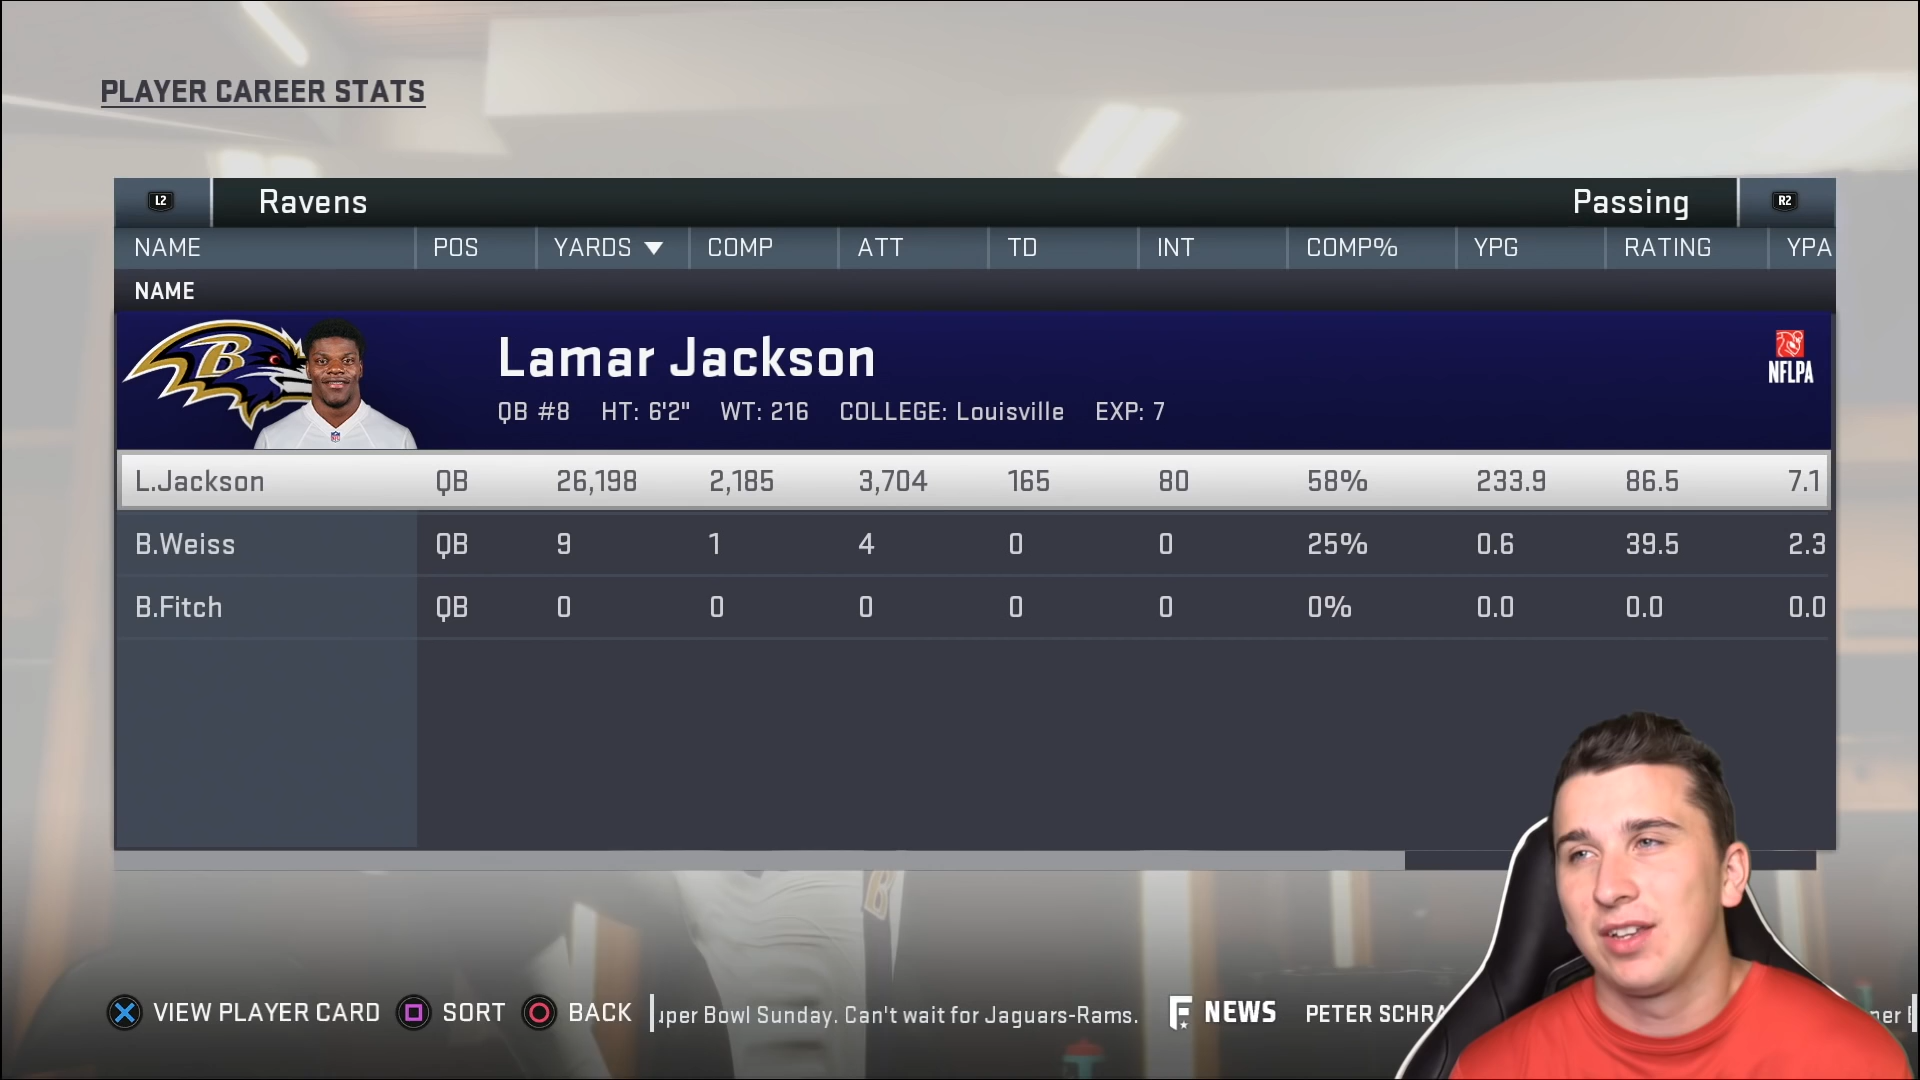 PLAYER CAREER STATS
L2 Ravens Passing R2
NAME POS YARDS COMP ATT TD INT COMP% YPG RATING YPA
NAME
B
Lamar Jackson
NFLPA
QB #8 HT: 6'2" WT: 216 COLLEGE: Louisville EXP: 7
L.Jackson QB 26,198 2,185 3,704 165 80 58% 233.9 86.5 7.1
B.Weiss QB 9 1 4 0 0 25% 0.6 39.5 2.3
B.Fitch QB 0 0 0 0 0 0% 0.0 0.0 0.0
VIEW PLAYER CARD SORT BACK uper Bowl Sunday. Can't wait for Jaguars-Rams. F NEWS PETER SCHRA